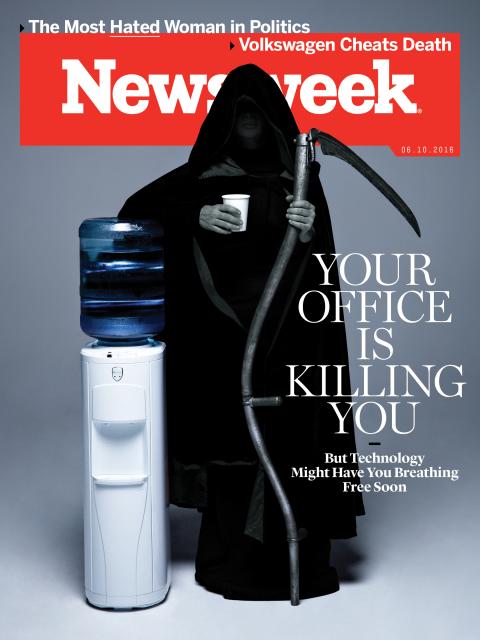 The Most Hated Woman in Politics
Volkswagen Cheats Death
Newsweek
06.10.2016
YOUR
OFFICE
IS
KILLING
YOU
But Technology
Might Have You Breathing
Free Soon